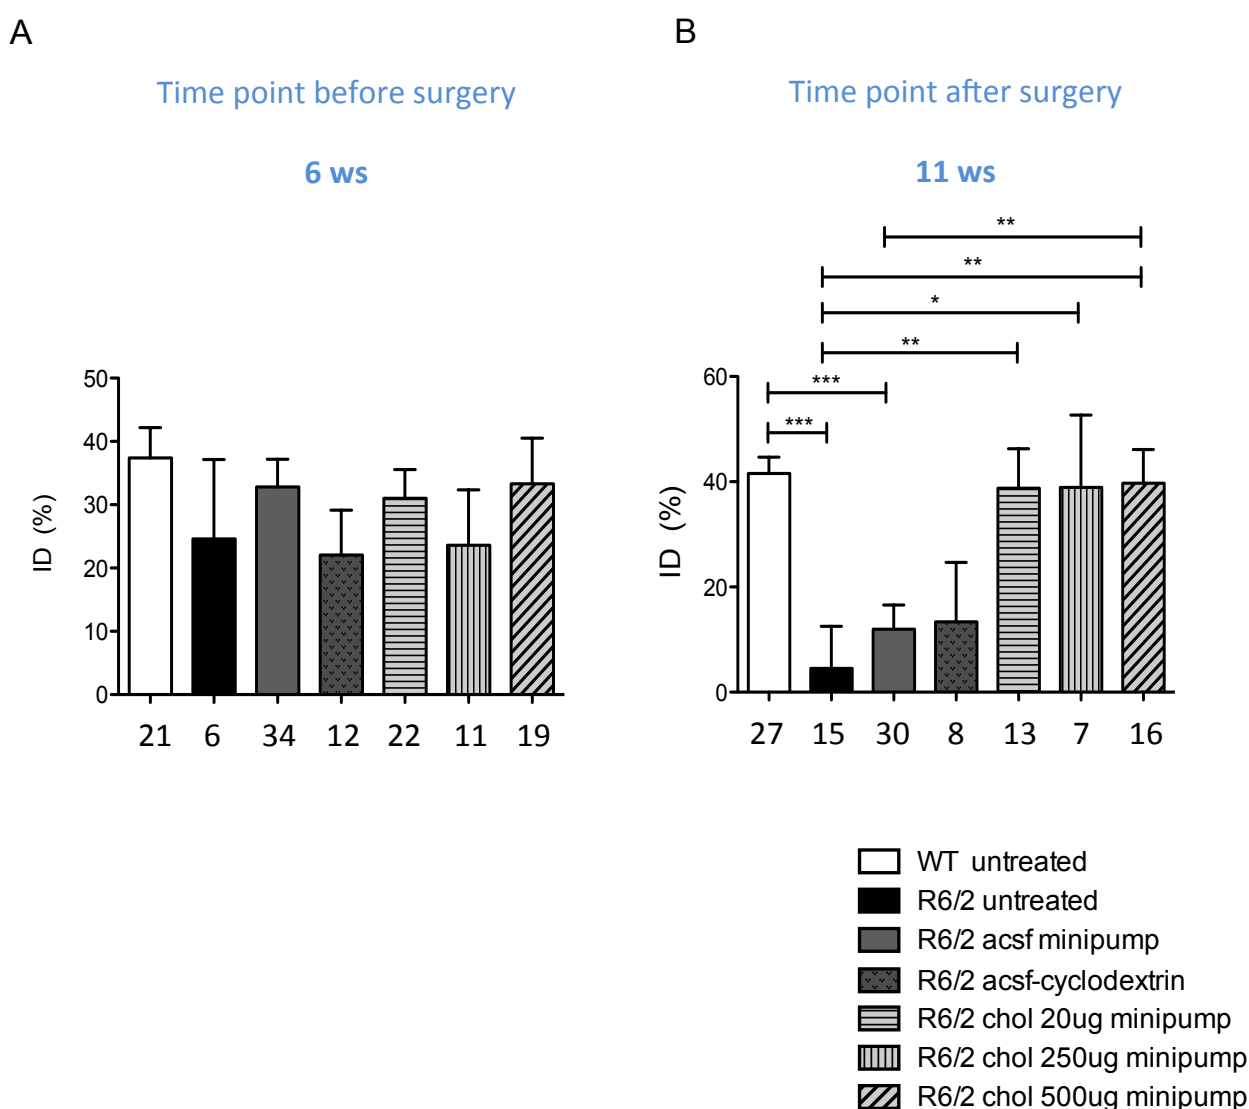 A
Time point before surgery
6 ws
50
40
30
20
10
0
ID (%)
21 6 34 12 22 11 19
B
Time point after surgery
11 ws
**
**
*
**
***
***
60
40
20
0
ID (%)
27 15 30 8 13 7 16
WT untreated
R6/2 untreated
R6/2 acsf minipump
R6/2 acsf-cyclodextrin
R6/2 chol 20ug minipump
R6/2 chol 250ug minipump
R6/2 chol 500ug minipump